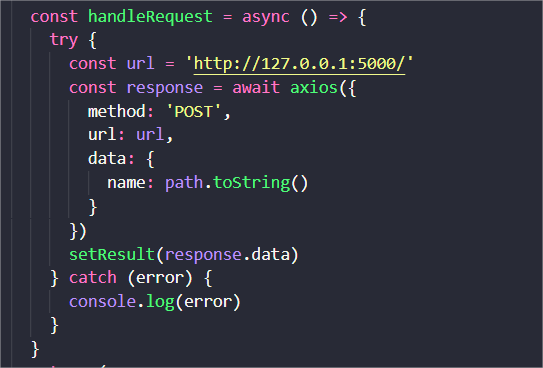 const handleRequest = async () => {
try {
const url = 'http://127.0.0.1:5000/'
const response = await axios({
method: 'POST',
url: url,
data: {
name: path.toString()
}
})
setResult(response.data)
} catch (error) {
console.log(error)
}
}